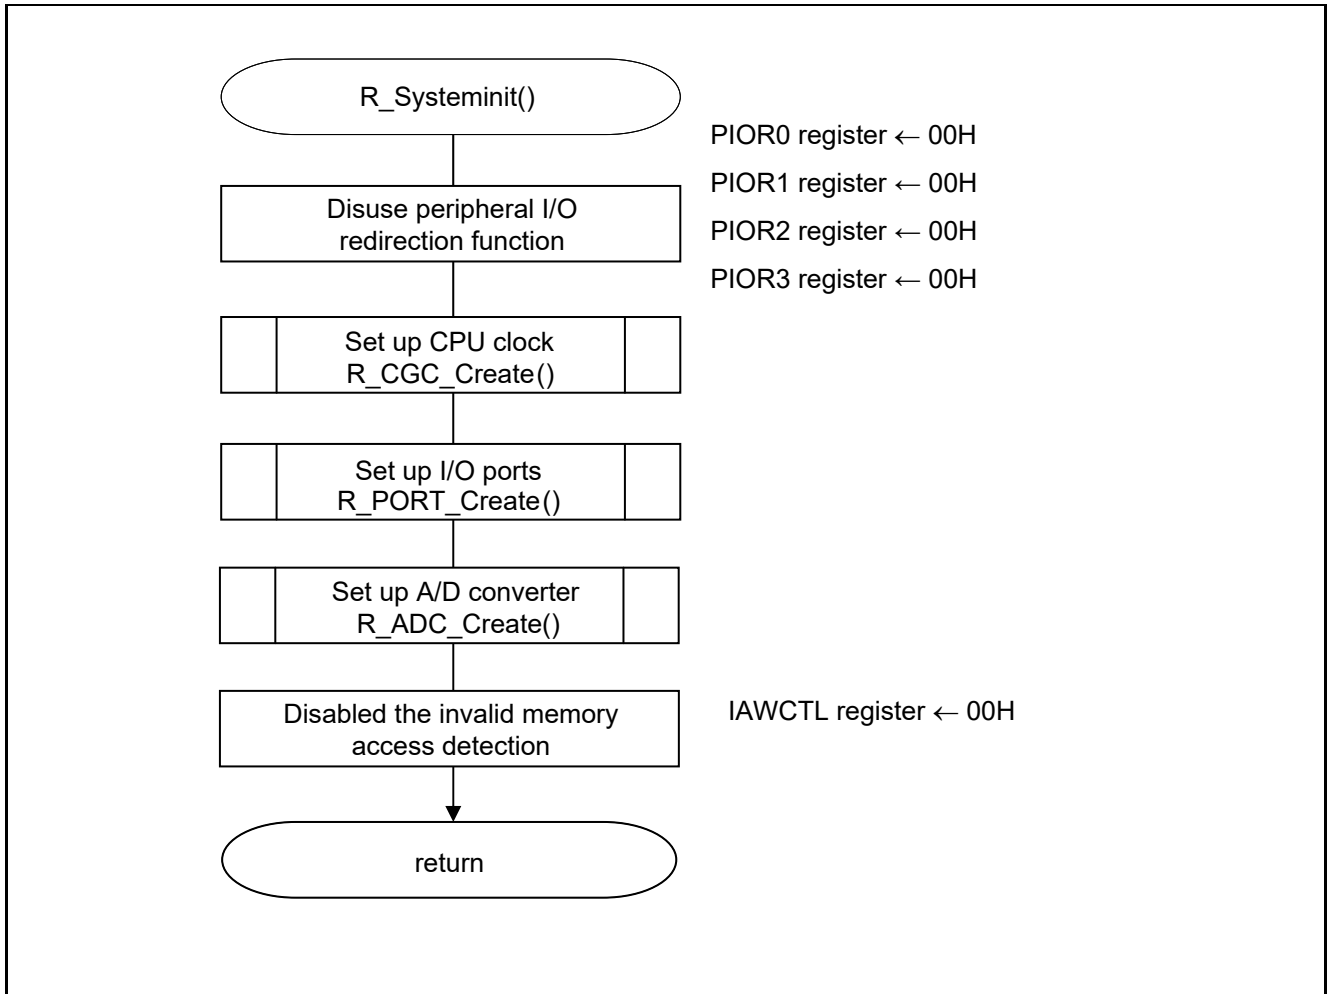 R_Systeminit()
PIOR0 register ← 00H
PIOR1 register ← 00H
Disuse peripheral I/O
redirection function
PIOR2 register ← 00H
PIOR3 register ← 00H
Set up CPU clock
R_CGC_Create()
Set up I/O ports
R_PORT_Create()
Set up A/D converter
R_ADC_Create()
Disabled the invalid memory
access detection
IAWCTL register ← 00H
return